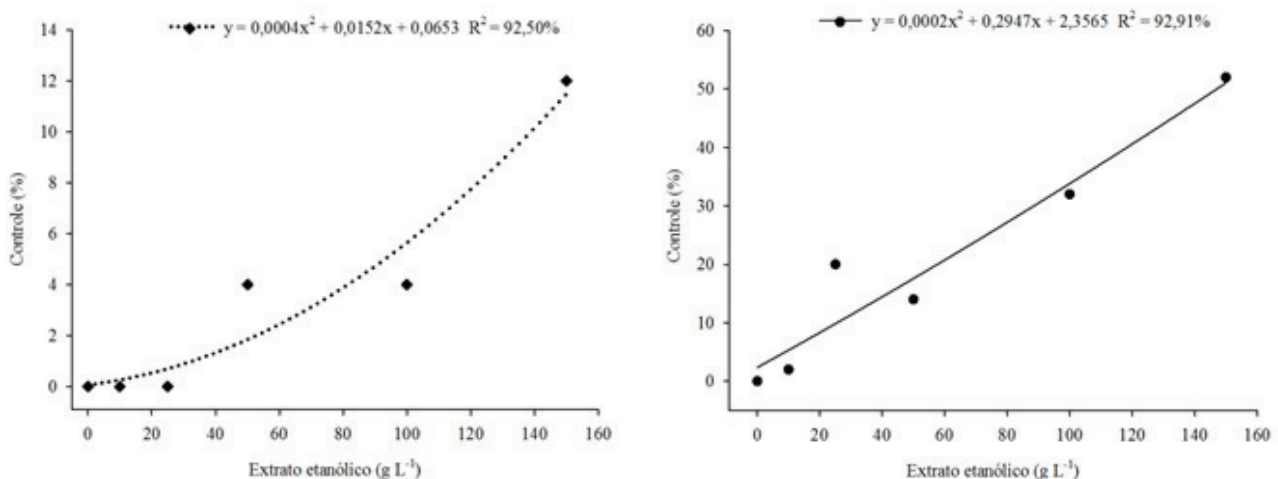 y = 0,0004x² + 0,0152x + 0,0653 R² = 92,50%
14
12
10
8
6
4
2
0
Controle (%)
0 20 40 60 80 100 120 140 160
Extrato etanólico (g L⁻¹)
y = 0,0002x² + 0,2947x + 2,3565 R² = 92,91%
60
50
40
30
20
10
0
Controle (%)
0 20 40 60 80 100 120 140 160
Extrato etanólico (g L⁻¹)